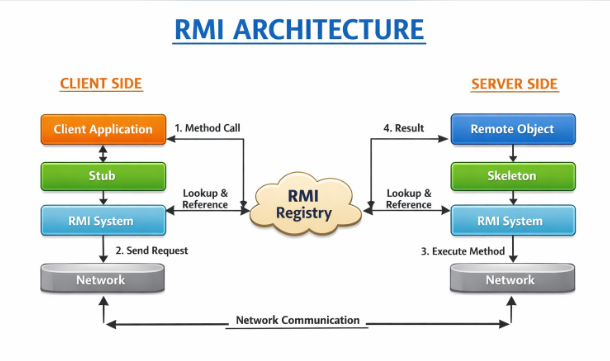 RMI ARCHITECTURE
CLIENT SIDE
SERVER SIDE
Client Application
1. Method Call
4. Result
Remote Object
Stub
Skeleton
Lookup &
Reference
RMI
Registry
Lookup &
Reference
RMI System
RMI System
2. Send Request
3. Execute Method
Network
Network
Network Communication